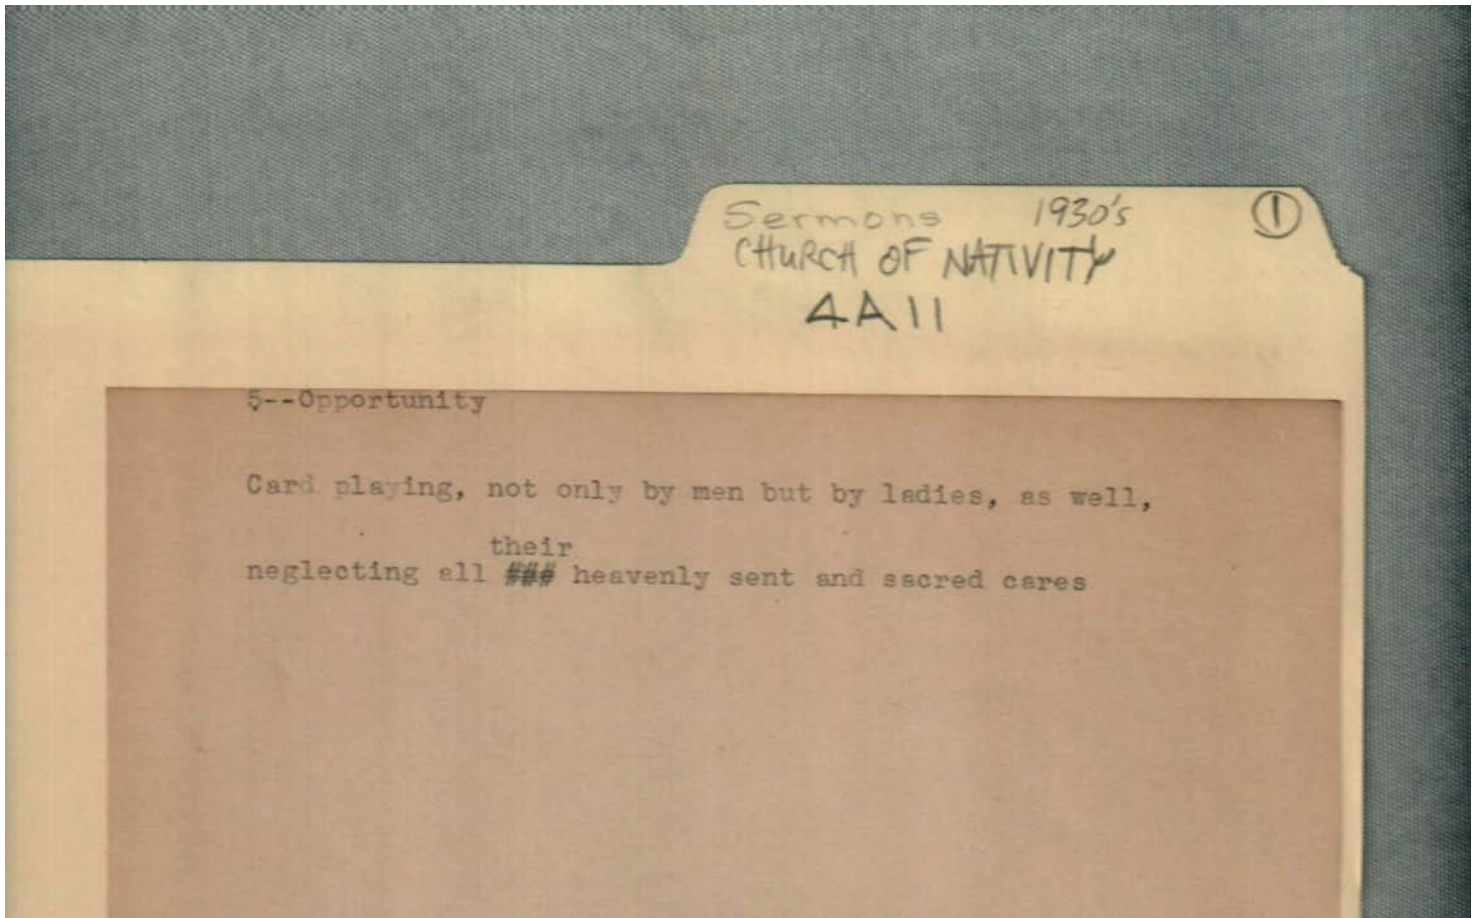 Sermons 1930's ①
CHURCH OF NATIVITY
4A11
5--Opportunity
Card playing, not only by men but by ladies, as well,
their
neglecting all ### heavenly sent and sacred cares